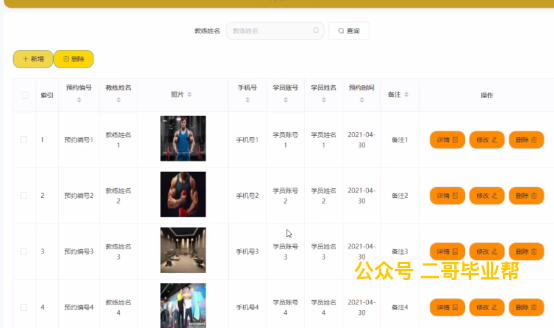 教练姓名 教练姓名 查询
新增 删除
索引 预约编号 教练姓名 照片 手机号 学员账号 学员姓名 预约时间 备注 操作
1 预约编号1 教练姓名1 手机号1 学员账号1 学员姓名1 2021-04-30 备注1 详情 修改 删除
2 预约编号2 教练姓名2 手机号2 学员账号2 学员姓名2 2021-04-30 备注2 详情 修改 删除
3 预约编号3 教练姓名3 手机号3 学员账号3 学员姓名3 2021-04-30 备注3 详情 修改 删除
公众号 二哥毕业帮
4 预约编号4 教练姓名4 手机号4 学员账号4 学员姓名4 2021-04-30 备注4 详情 修改 删除